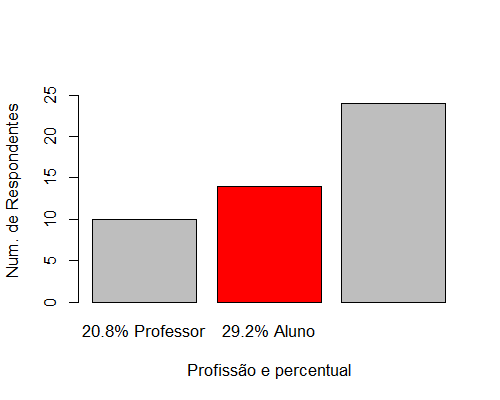 Num. de Respondentes
25
20
15
10
5
0
20.8% Professor 29.2% Aluno
Profissão e percentual